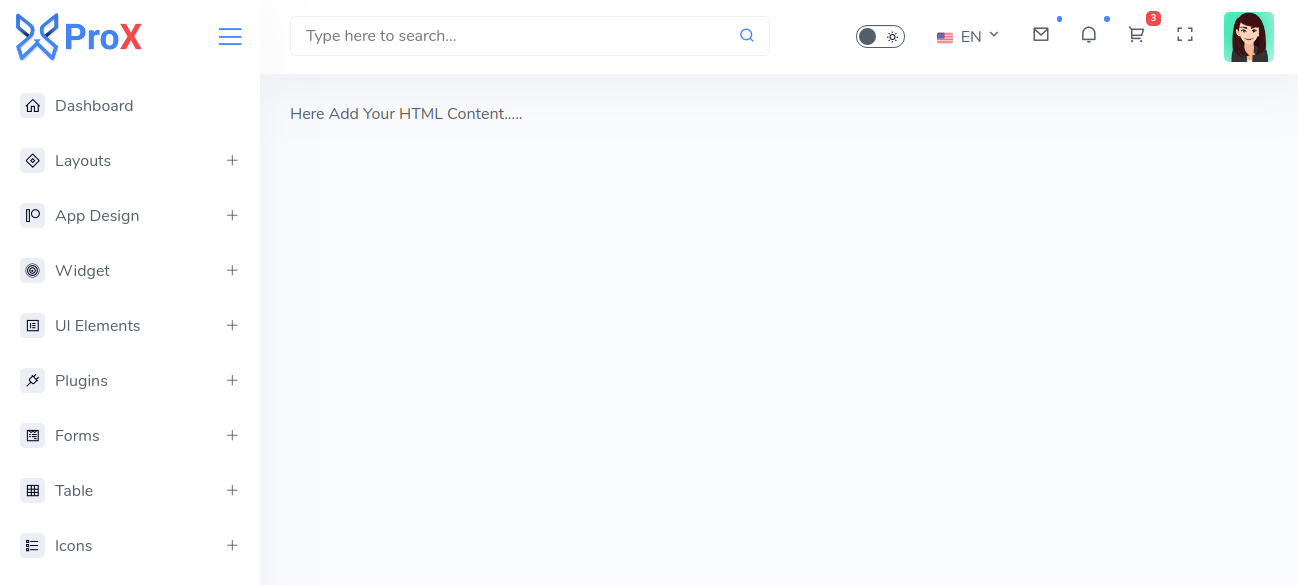 ProX
Type here to search...
EN
3
Dashboard
Here Add Your HTML Content.....
Layouts
App Design
Widget
UI Elements
Plugins
Forms
Table
Icons